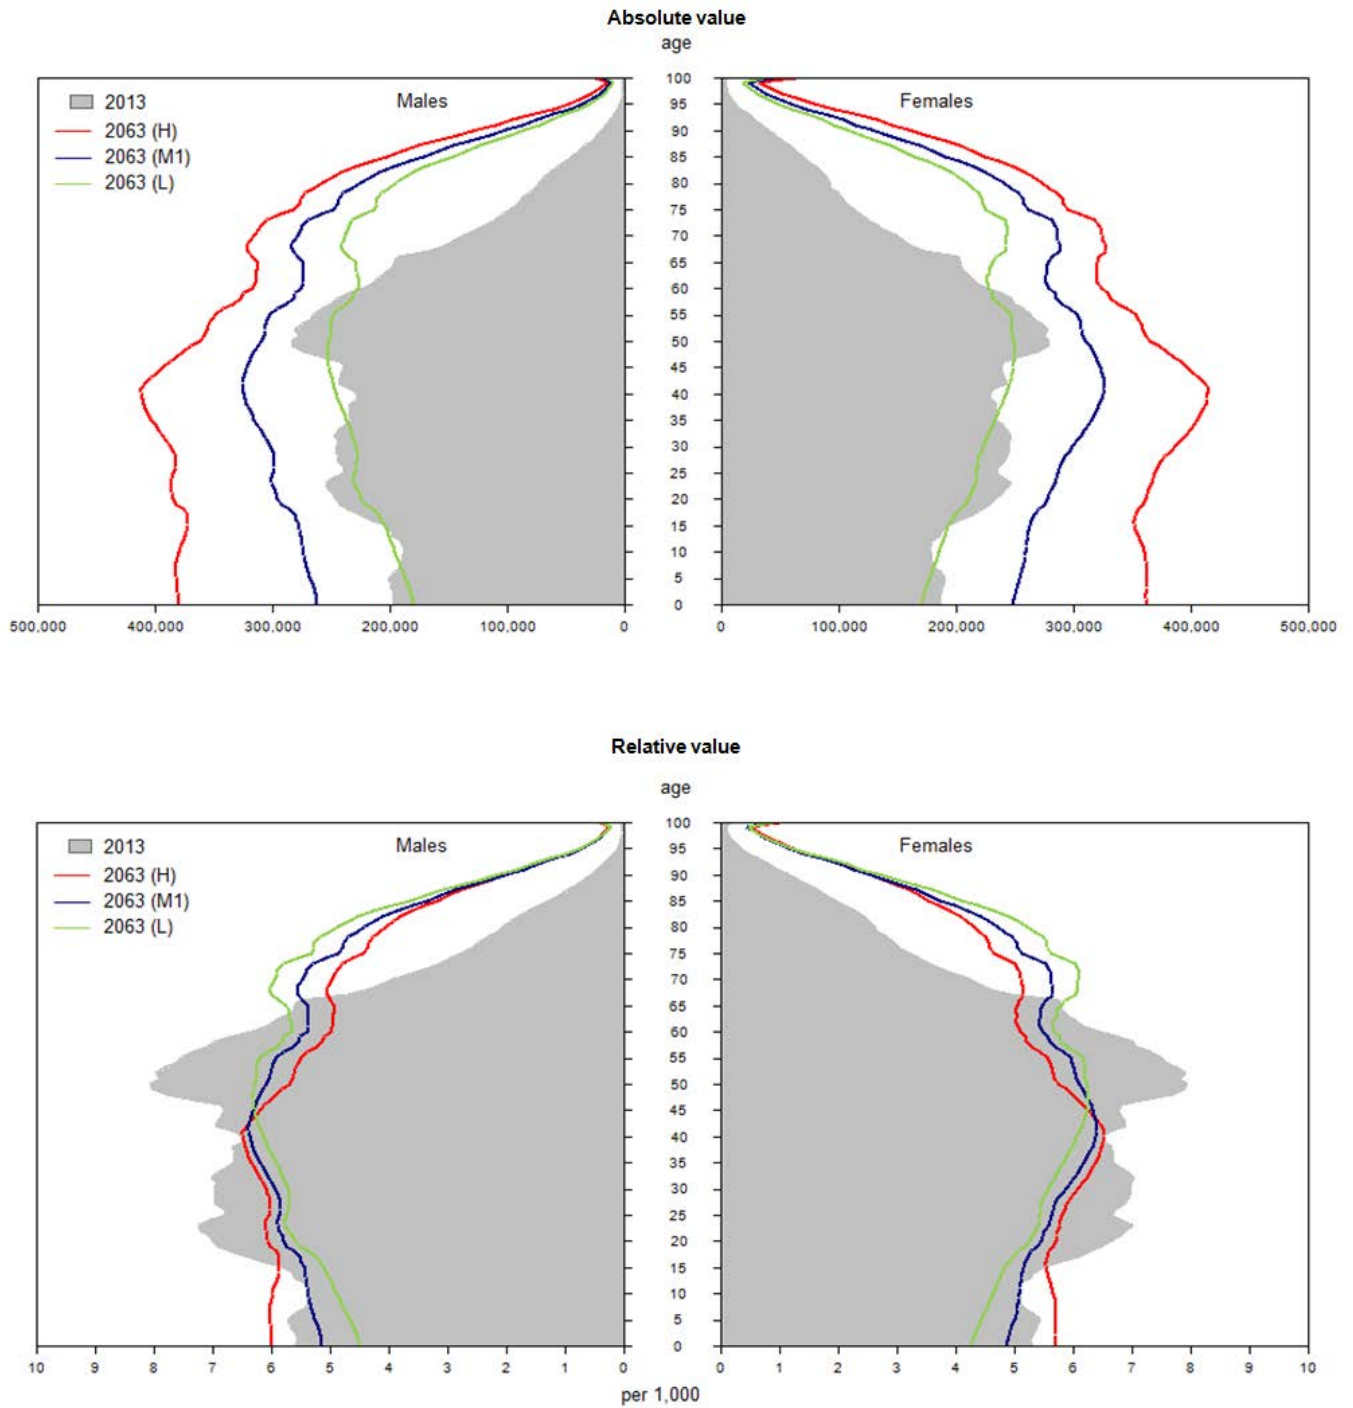 Absolute value
age
2013
2063 (H)
2063 (M1)
2063 (L)
Males
Females
100
95
90
85
80
75
70
65
60
55
50
45
40
35
30
25
20
15
10
5
0
500,000 400,000 300,000 200,000 100,000 0
0 100,000 200,000 300,000 400,000 500,000
Relative value
age
2013
2063 (H)
2063 (M1)
2063 (L)
Males
Females
100
95
90
85
80
75
70
65
60
55
50
45
40
35
30
25
20
15
10
5
0
10 9 8 7 6 5 4 3 2 1 0
0 1 2 3 4 5 6 7 8 9 10
per 1,000